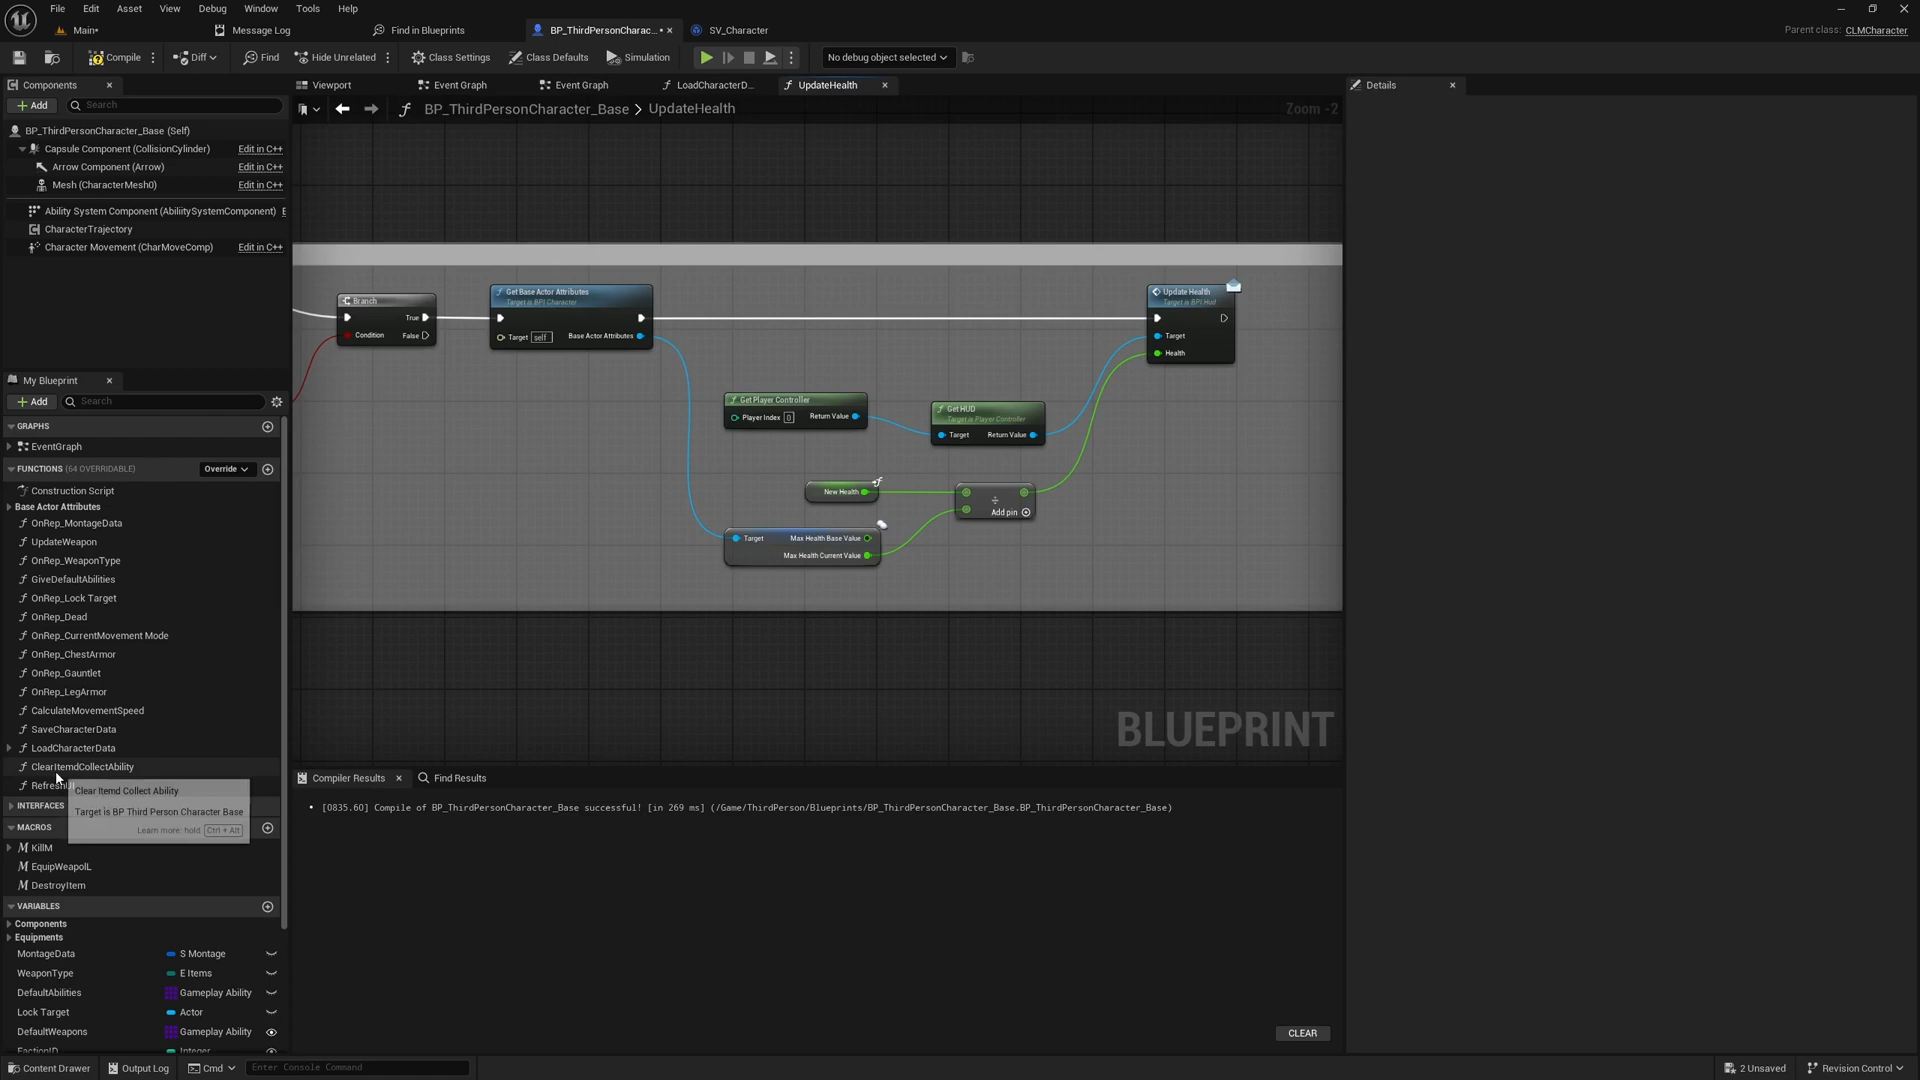 File Edit Asset View Debug Window Tools Help
Main* Message Log Find in Blueprints BP_ThirdPersonCharac... • SV_Character Parent class: CLMCharacter
Compile Diff Find Hide Unrelated Class Settings Class Defaults Simulation No debug object selected
Components
Add Search
BP_ThirdPersonCharacter_Base (Self)
Capsule Component (CollisionCylinder) Edit in C++
Arrow Component (Arrow) Edit in C++
Mesh (CharacterMesh0) Edit in C++
Ability System Component (AbiliitySystemComponent) E
CharacterTrajectory
Character Movement (CharMoveComp) Edit in C++
My Blueprint
Add Search
GRAPHS
EventGraph
FUNCTIONS (64 OVERRIDABLE) Override
Construction Script
Base Actor Attributes
OnRep_MontageData
UpdateWeapon
OnRep_WeaponType
GiveDefaultAbilities
OnRep_Lock Target
OnRep_Dead
OnRep_CurrentMovement Mode
OnRep_ChestArmor
OnRep_Gauntlet
OnRep_LegArmor
CalculateMovementSpeed
SaveCharacterData
LoadCharacterData
ClearItemdCollectAbility
Clear Itemd Collect Ability
Target is BP Third Person Character Base
Learn more: hold Ctrl + Alt
INTERFACES
MACROS
KillM
EquipWeapolL
DestroyItem
VARIABLES
Components
Equipments
MontageData S Montage
WeaponType E Items
DefaultAbilities Gameplay Ability
Lock Target Actor
DefaultWeapons Gameplay Ability
FactionID Integer
Viewport Event Graph Event Graph LoadCharacterD... UpdateHealth
BP_ThirdPersonCharacter_Base > UpdateHealth Zoom -2
Branch
True
Condition False
Get Base Actor Attributes
Target is BPI Character
Target self Base Actor Attributes
Update Health
Target is BPI Hud
Target
Health
Get Player Controller
Player Index 0 Return Value
Get HUD
Target is Player Controller
Target Return Value
New Health
÷
Add pin
Target Max Health Base Value
Max Health Current Value
BLUEPRINT
Compiler Results Find Results
• [0835.60] Compile of BP_ThirdPersonCharacter_Base successful! [in 269 ms] (/Game/ThirdPerson/Blueprints/BP_ThirdPersonCharacter_Base.BP_ThirdPersonCharacter_Base)
CLEAR
Details
Content Drawer Output Log Cmd Enter Console Command 2 Unsaved Revision Control